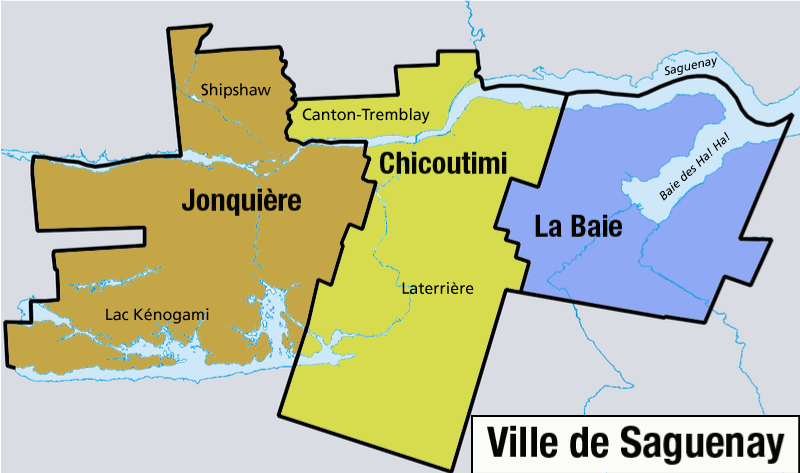 Saguenay
Shipshaw
Canton-Tremblay
Chicoutimi
Baie des Ha! Ha!
Jonquière
La Baie
Laterrière
Lac Kénogami
Ville de Saguenay